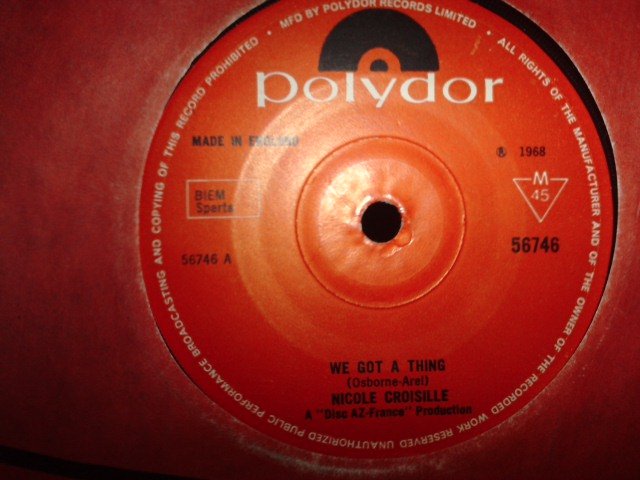 MFD BY POLYDOR RECORDS LIMITED • ALL RIGHTS OF THE MANUFACTURER AND OF THE OWNER OF THE RECORDED WORK RESERVED UNAUTHORIZED PUBLIC PERFORMANCE BROADCASTING AND COPYING OF THIS RECORD PROHIBITED •
polydor
MADE IN ENGLAND
℗ 1968
BIEM
Sperts
M
45
56746 A
56746
WE GOT A THING
(Osborne-Arel)
NICOLE CROISILLE
A "Disc AZ-France" Production